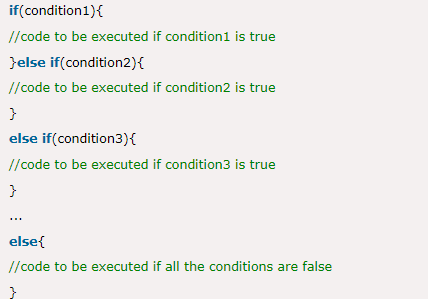 if(condition1){
//code to be executed if condition1 is true
}else if(condition2){
//code to be executed if condition2 is true
}
else if(condition3){
//code to be executed if condition3 is true
}
...
else{
//code to be executed if all the conditions are false
}